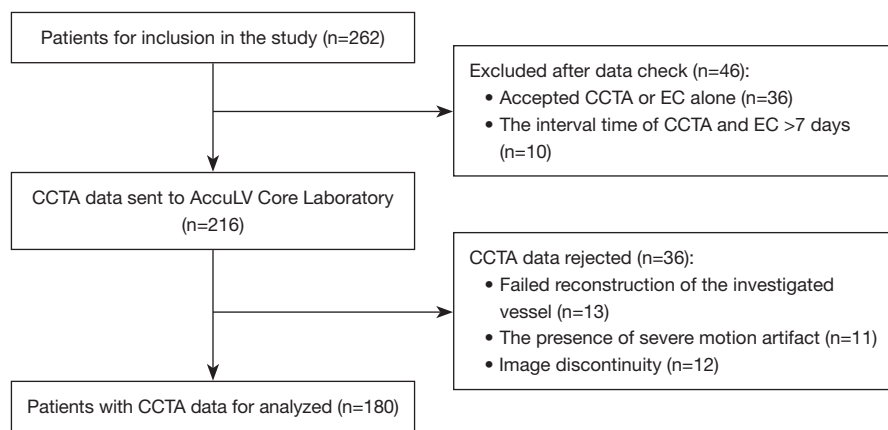 Patients for inclusion in the study (n=262)
Excluded after data check (n=46):
• Accepted CCTA or EC alone (n=36)
• The interval time of CCTA and EC >7 days
(n=10)
CCTA data sent to AccuLV Core Laboratory
(n=216)
CCTA data rejected (n=36):
• Failed reconstruction of the investigated
vessel (n=13)
• The presence of severe motion artifact (n=11)
• Image discontinuity (n=12)
Patients with CCTA data for analyzed (n=180)